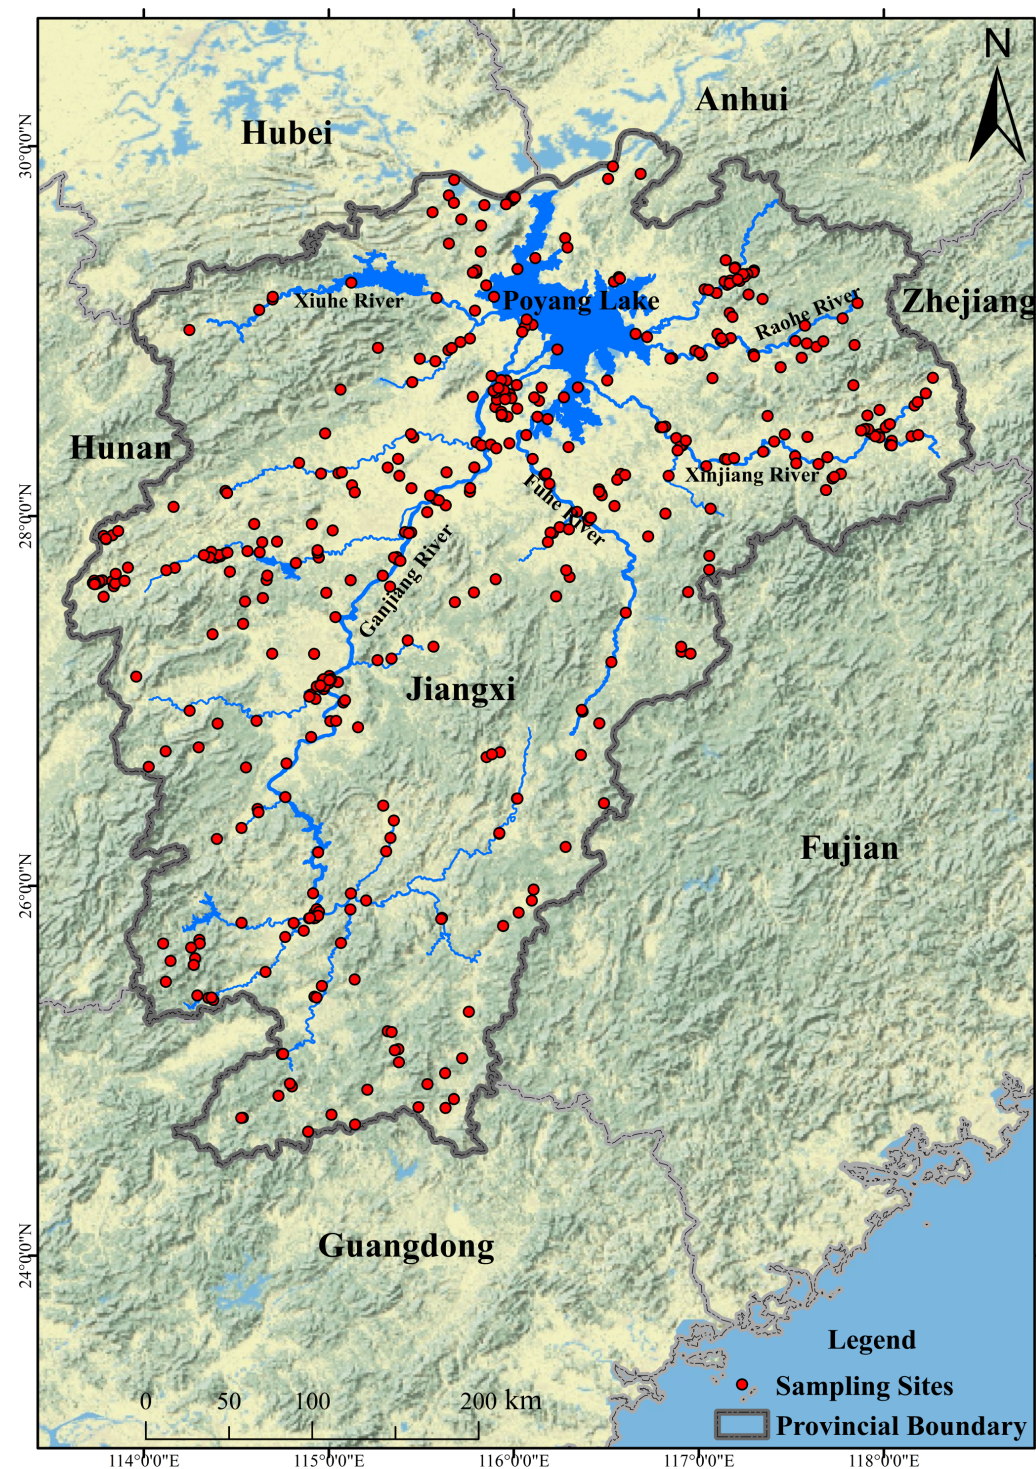 N
Anhui
Hubei
30°0'0"N
Zhejiang
Xiuhe River
Poyang Lake
Raohe River
Hunan
Xinjiang River
Fuhe River
28°0'0"N
Ganjiang River
Jiangxi
Fujian
26°0'0"N
Guangdong
24°0'0"N
Legend
Sampling Sites
Provincial Boundary
0 50 100 200 km
114°0'0"E 115°0'0"E 116°0'0"E 117°0'0"E 118°0'0"E